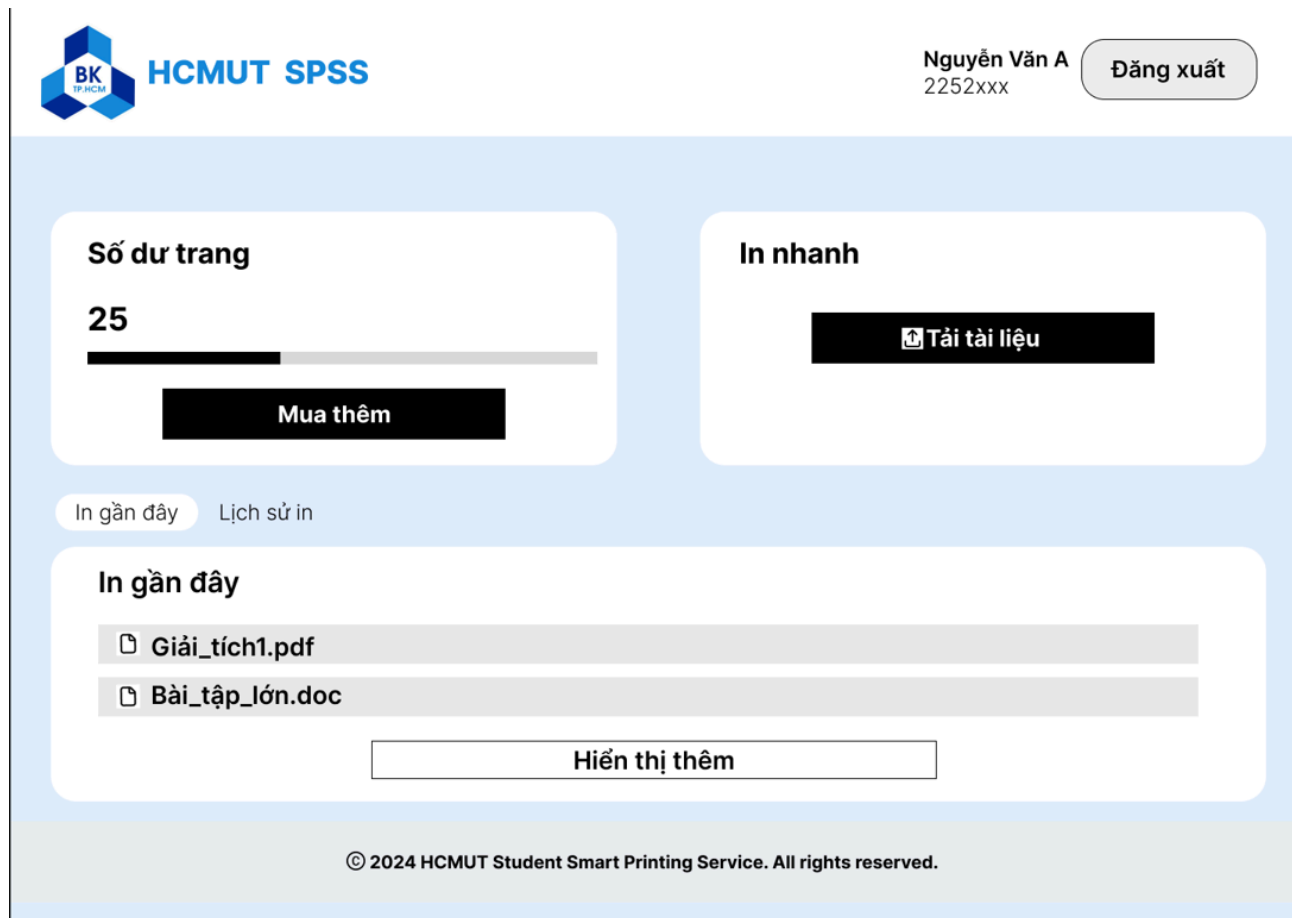 BK
TP.HCM
HCMUT SPSS
Nguyễn Văn A
2252xxx
Đăng xuất
Số dư trang
25
Mua thêm
In nhanh
Tải tài liệu
In gần đây
Lịch sử in
In gần đây
Giải_tích1.pdf
Bài_tập_lớn.doc
Hiển thị thêm
© 2024 HCMUT Student Smart Printing Service. All rights reserved.